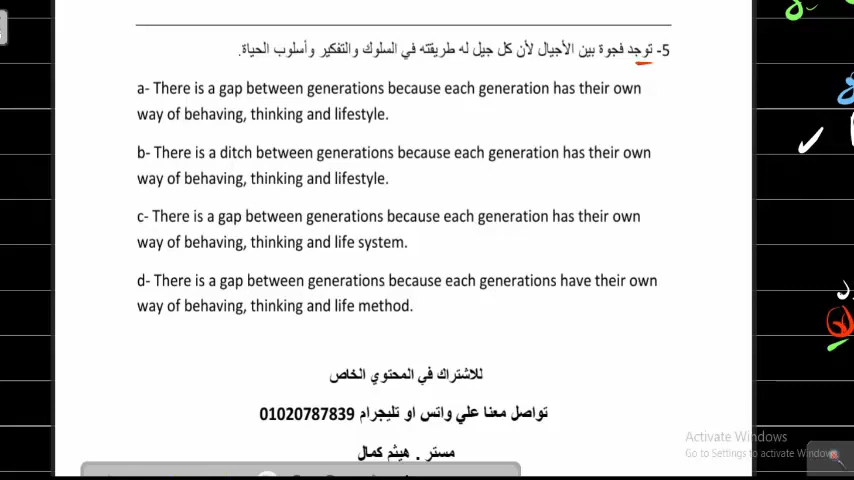 5- توجد فجوة بين الأجيال لأن كل جيل له طريقته في السلوك والتفكير وأسلوب الحياة.
a- There is a gap between generations because each generation has their own
way of behaving, thinking and lifestyle.
b- There is a ditch between generations because each generation has their own
way of behaving, thinking and lifestyle.
c- There is a gap between generations because each generation has their own
way of behaving, thinking and life system.
d- There is a gap between generations because each generations have their own
way of behaving, thinking and life method.
للاشتراك في المحتوي الخاص
تواصل معنا علي واتس او تليجرام 01020787839
مستر . هيثم كمال
Activate Windows
Go to Settings to activate Windows.